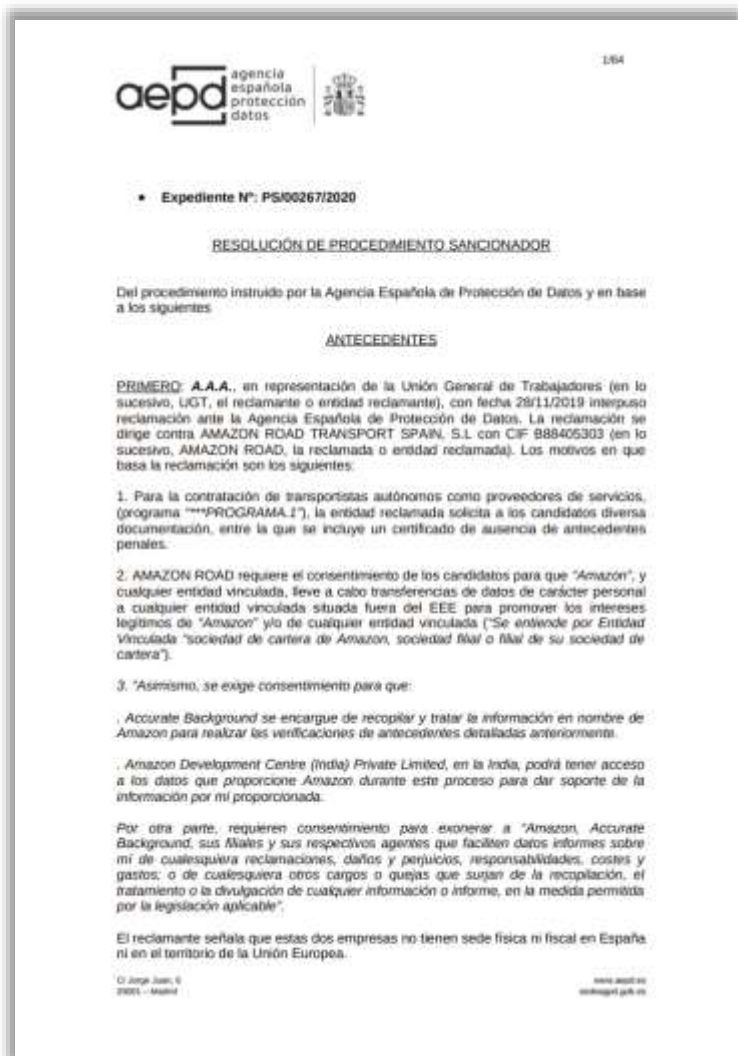 1/84
aepd
agencia
española
protección
datos
• Expediente Nº: PS/00267/2020
RESOLUCIÓN DE PROCEDIMIENTO SANCIONADOR
Del procedimiento instruido por la Agencia Española de Protección de Datos y en base
a los siguientes
ANTECEDENTES
PRIMERO: A.A.A., en representación de la Unión General de Trabajadores (en lo
sucesivo, UGT, el reclamante o entidad reclamante), con fecha 28/11/2019 interpuso
reclamación ante la Agencia Española de Protección de Datos. La reclamación se
dirige contra AMAZON ROAD TRANSPORT SPAIN, S.L con CIF B88405303 (en lo
sucesivo, AMAZON ROAD, la reclamada o entidad reclamada). Los motivos en que
basa la reclamación son los siguientes:
1. Para la contratación de transportistas autónomos como proveedores de servicios,
(programa "***PROGRAMA.1"), la entidad reclamada solicita a los candidatos diversa
documentación, entre la que se incluye un certificado de ausencia de antecedentes
penales.
2. AMAZON ROAD requiere el consentimiento de los candidatos para que "Amazon", y
cualquier entidad vinculada, lleve a cabo transferencias de datos de carácter personal
a cualquier entidad vinculada situada fuera del EEE para promover los intereses
legítimos de "Amazon" y/o de cualquier entidad vinculada ("Se entiende por Entidad
Vinculada "sociedad de cartera de Amazon, sociedad filial o filial de su sociedad de
cartera").
3. "Asimismo, se exige consentimiento para que:
. Accurate Background se encargue de recopilar y tratar la información en nombre de
Amazon para realizar las verificaciones de antecedentes detalladas anteriormente.
. Amazon Development Centre (India) Private Limited, en la India, podrá tener acceso
a los datos que proporcione Amazon durante este proceso para dar soporte de la
información por mí proporcionada.
Por otra parte, requieren consentimiento para exonerar a "Amazon, Accurate
Background, sus filiales y sus respectivos agentes que faciliten datos informes sobre
mí de cualesquiera reclamaciones, daños y perjuicios, responsabilidades, costes y
gastos; o de cualesquiera otros cargos o quejas que surjan de la recopilación, el
tratamiento o la divulgación de cualquier información o informe, en la medida permitida
por la legislación aplicable".
El reclamante señala que estas dos empresas no tienen sede física ni fiscal en España
ni en el territorio de la Unión Europea.
C/ Jorge Juan, 6
28001 – Madrid
www.aepd.es
sedeagpd.gob.es